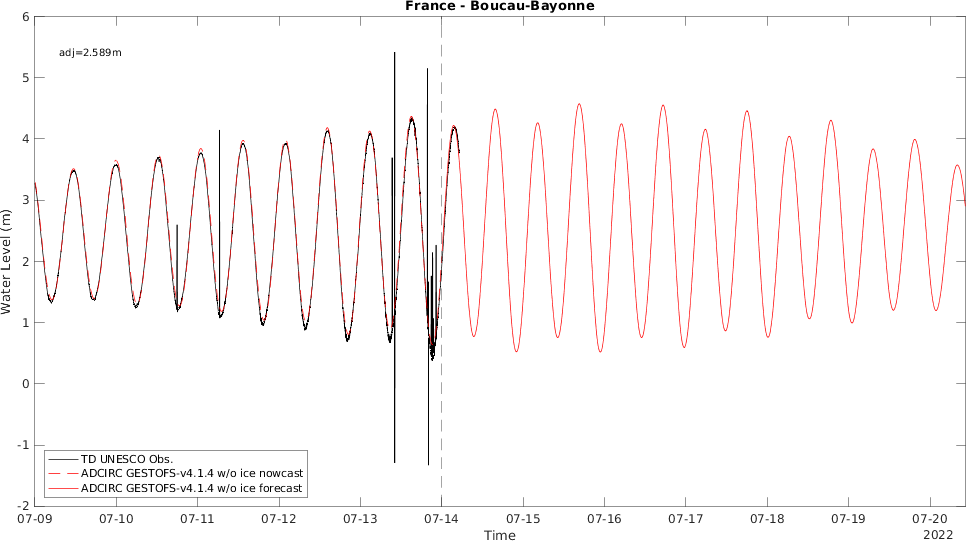 France - Boucau-Bayonne
adj=2.589m
6
5
4
3
2
1
0
-1
-2
Water Level (m)
TD UNESCO Obs.
ADCIRC GESTOFS-v4.1.4 w/o ice nowcast
ADCIRC GESTOFS-v4.1.4 w/o ice forecast
07-09 07-10 07-11 07-12 07-13 07-14 07-15 07-16 07-17 07-18 07-19 07-20
Time
2022